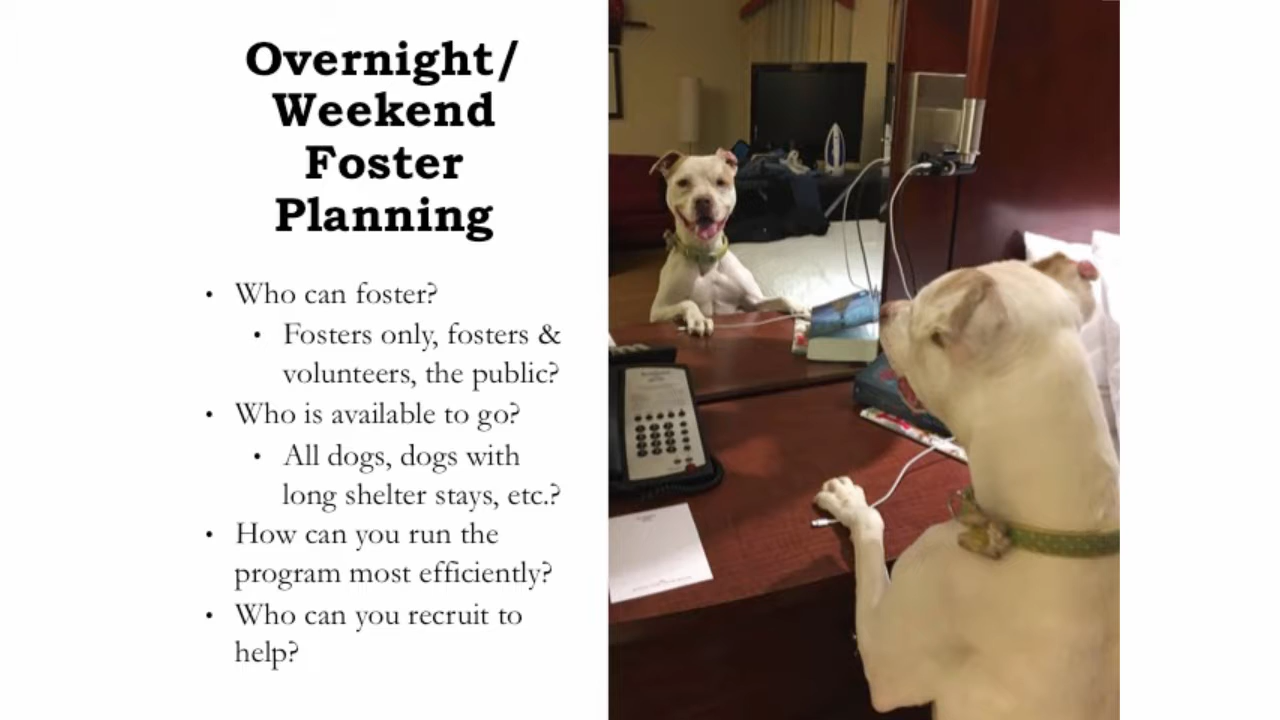 Overnight/
Weekend
Foster
Planning
• Who can foster?
• Fosters only, fosters &
volunteers, the public?
• Who is available to go?
• All dogs, dogs with
long shelter stays, etc.?
• How can you run the
program most efficiently?
• Who can you recruit to
help?